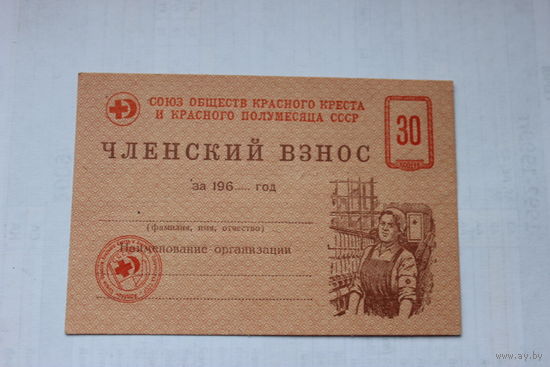 СОЮЗ ОБЩЕСТВ КРАСНОГО КРЕСТА
И КРАСНОГО ПОЛУМЕСЯЦА СССР
30
ЧЛЕНСКИЙ ВЗНОС
за 196..... год
(фамилия, имя, отчество)
Наименование организации
www.ay.by